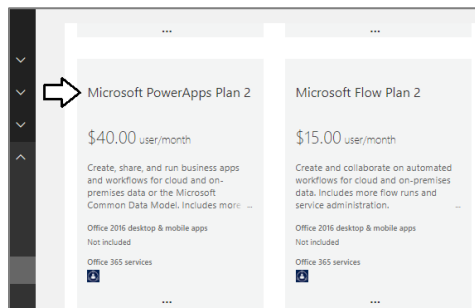 ...
...
Microsoft PowerApps Plan 2
Microsoft Flow Plan 2
$40.00 user/month
$15.00 user/month
Create, share, and run business apps
and workflows for cloud and on-
premises data or the Microsoft
Common Data Model. Includes more ...
Create and collaborate on automated
workflows for cloud and on-premises
data. Includes more flow runs and
service administration. ...
Office 2016 desktop & mobile apps
Not included
Office 2016 desktop & mobile apps
Not included
Office 365 services
Office 365 services
...
...